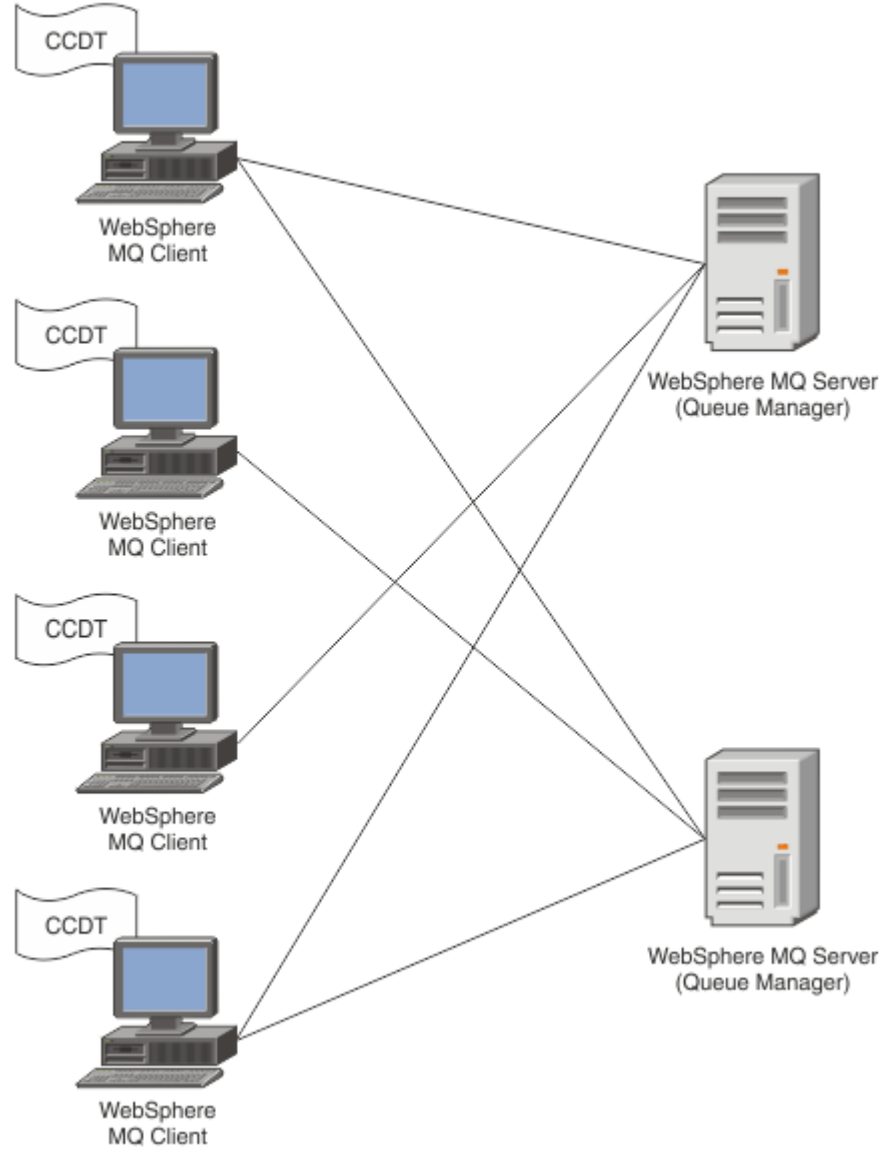 CCDT
WebSphere
MQ Client
CCDT
WebSphere
MQ Client
CCDT
WebSphere
MQ Client
CCDT
WebSphere
MQ Client
WebSphere MQ Server
(Queue Manager)
WebSphere MQ Server
(Queue Manager)